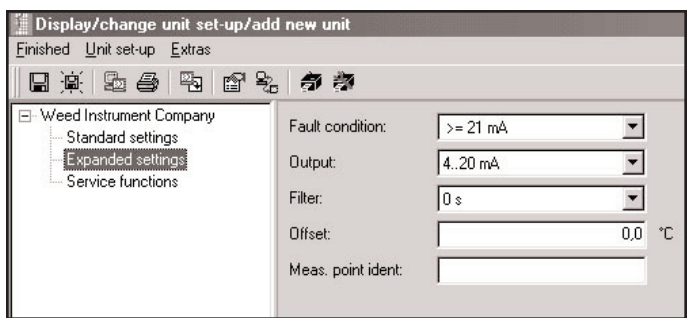 Display/change unit set-up/add new unit
Finished Unit set-up Extras
Weed Instrument Company
Standard settings
Expanded settings
Service functions
Fault condition: >= 21 mA
Output: 4..20 mA
Filter: 0 s
Offset: 0,0 °C
Meas. point ident: